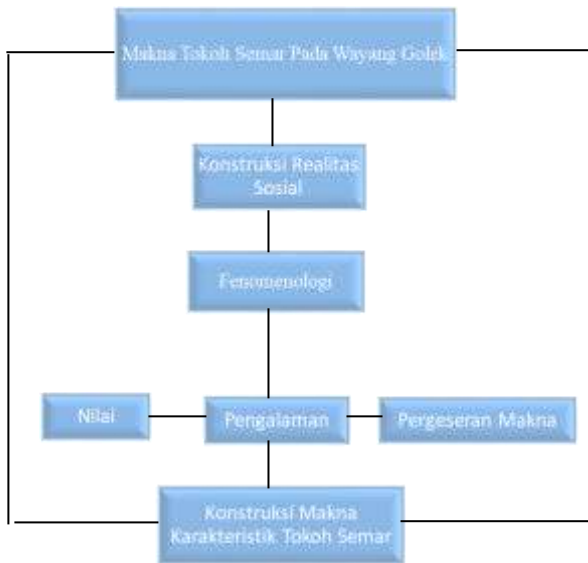 Makna Tokoh Semar Pada Wayang Golek
Konstruksi Realitas
Sosial
Fenomenologi
Nilai
Pengalaman
Pergeseran Makna
Konstruksi Makna
Karakteristik Tokoh Semar